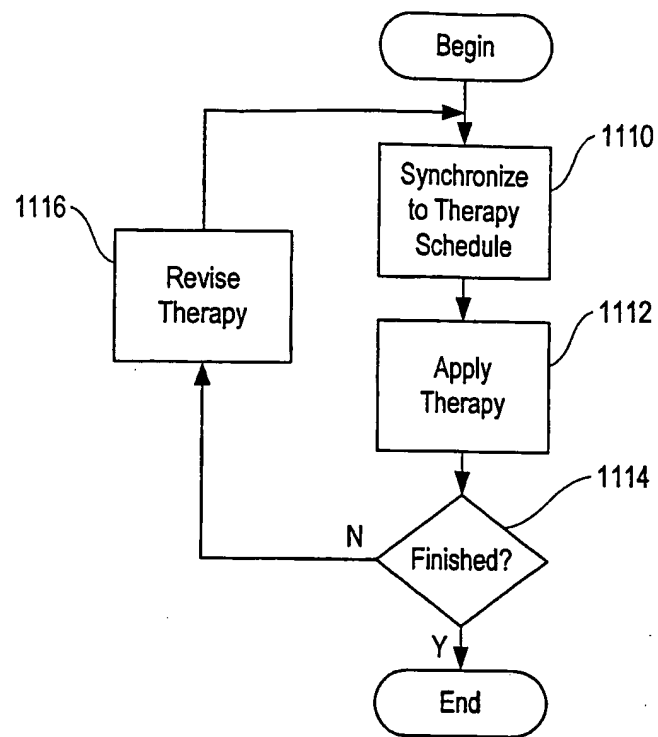 Begin
1110
Synchronize
to Therapy
Schedule
1116
Revise
Therapy
1112
Apply
Therapy
1114
N
Finished?
Y
End